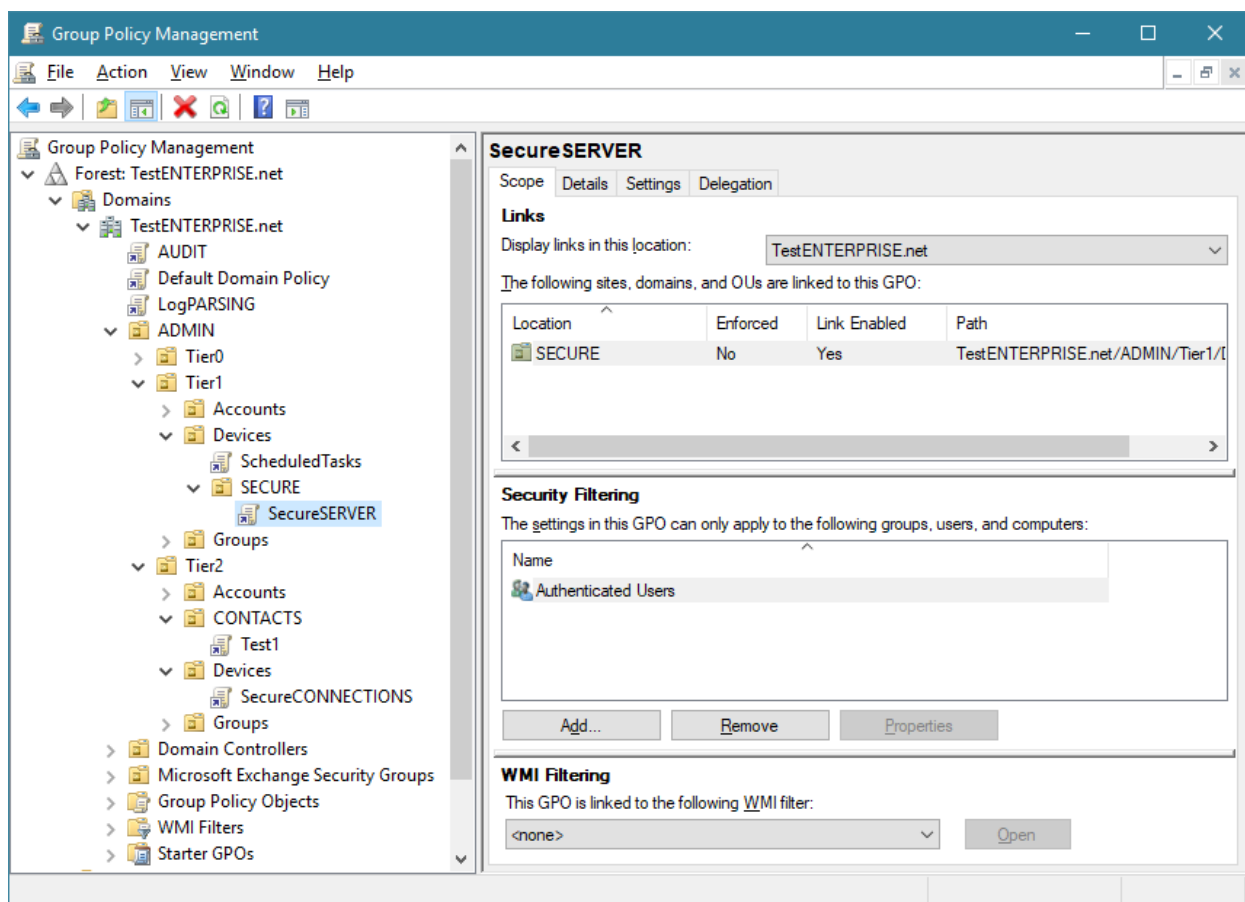 Group Policy Management
File Action View Window Help
Group Policy Management
Forest: TestENTERPRISE.net
Domains
TestENTERPRISE.net
AUDIT
Default Domain Policy
LogPARSING
ADMIN
Tier0
Tier1
Accounts
Devices
ScheduledTasks
SECURE
SecureSERVER
Groups
Tier2
Accounts
CONTACTS
Test1
Devices
SecureCONNECTIONS
Groups
Domain Controllers
Microsoft Exchange Security Groups
Group Policy Objects
WMI Filters
Starter GPOs
SecureSERVER
Scope Details Settings Delegation
Links
Display links in this location: TestENTERPRISE.net
The following sites, domains, and OUs are linked to this GPO:
Location Enforced Link Enabled Path
SECURE No Yes TestENTERPRISE.net/ADMIN/Tier1/
Security Filtering
The settings in this GPO can only apply to the following groups, users, and computers:
Name
Authenticated Users
Add... Remove Properties
WMI Filtering
This GPO is linked to the following WMI filter:
<none> Open